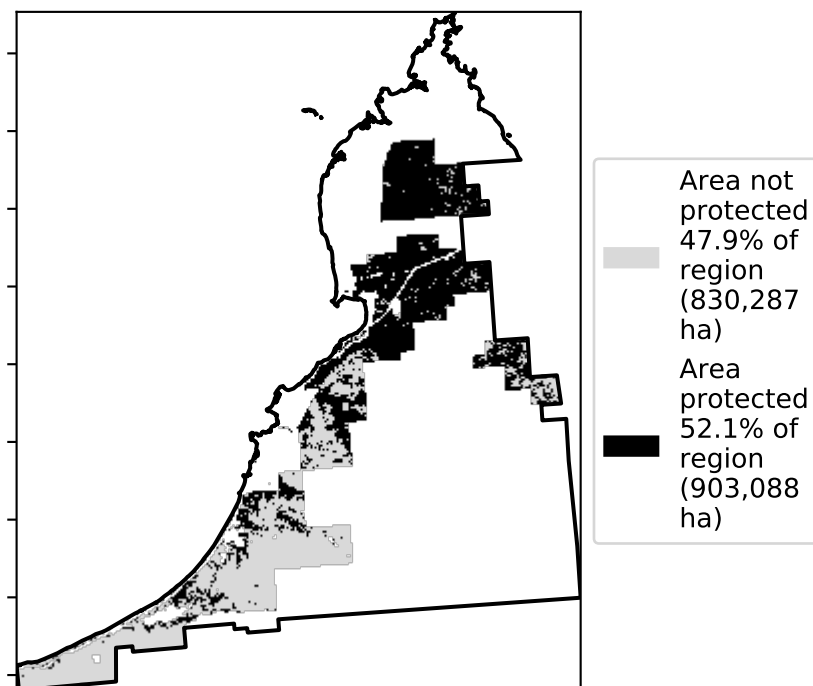 Area not
protected
47.9% of
region
(830,287
ha)
Area
protected
52.1% of
region
(903,088
ha)